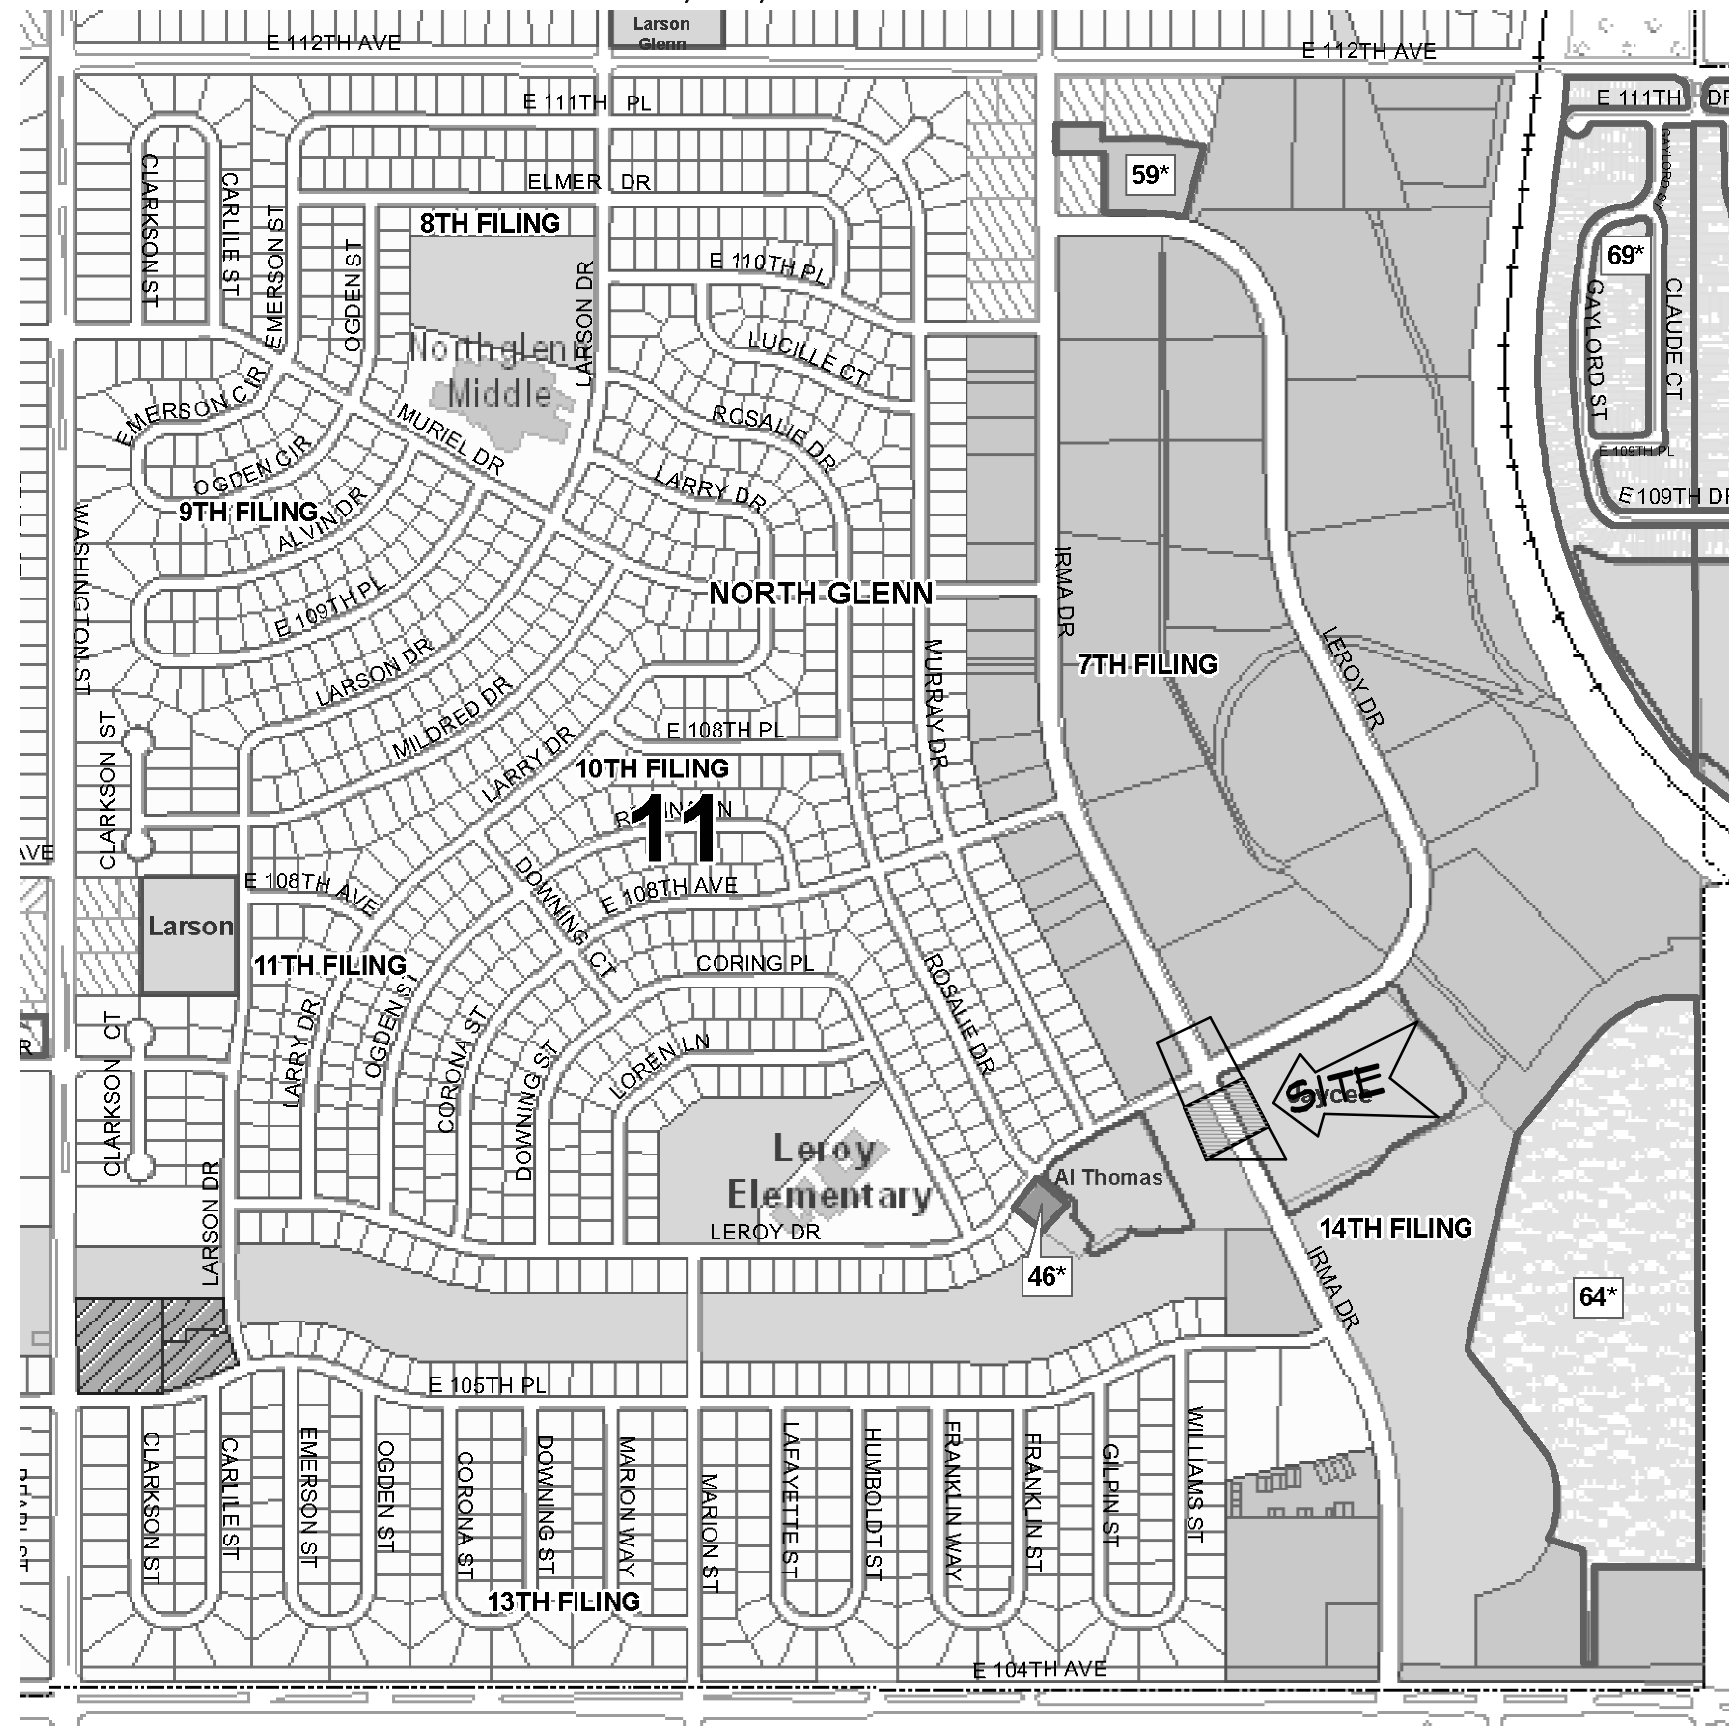 Larson
Glenn
E 112TH AVE
E 112TH AVE
E 111TH PL
E 111TH DR
CLARKSON ST
CARLILE ST
EMERSON ST
OGDEN ST
ELMER DR
8TH FILING
59*
69*
GAYLORD ST
CLAUDE CT
E 110TH PL
LARSON DR
Northglenn
Middle
LUCILLE CT
EMERSON CIR
OGDEN CIR
MURIEL DR
ROSALIE DR
E 109TH PL
E 109TH DR
LARRY DR
9TH FILING
ALVIN DR
WASHINGTON ST
E 109TH PL
NORTH GLENN
IRMA DR
LARSON DR
MURRAY DR
7TH FILING
LEROY DR
MILDRED DR
CLARKSON ST
LARRY DR
E 108TH PL
10TH FILING
11
AVE
E 108TH AVE
DOWNING CT
E 108TH AVE
Larson
11TH FILING
CORING PL
ROSALIE DR
LARRY DR
OGDEN ST
CORONA ST
DOWNING ST
LOREN LN
CLARKSON CT
CLARKSON ST
SITE
Jaycee
Leroy
Elementary
LEROY DR
Al Thomas
46*
LARSON DR
14TH FILING
IRMA DR
64*
E 105TH PL
CLARKSON ST
CARLILE ST
EMERSON ST
OGDEN ST
CORONA ST
DOWNING ST
MARION WAY
MARION ST
LAFAYETTE ST
HUMBOLDT ST
FRANKLIN WAY
FRANKLIN ST
GILPIN ST
WILLIAMS ST
13TH FILING
E 104TH AVE